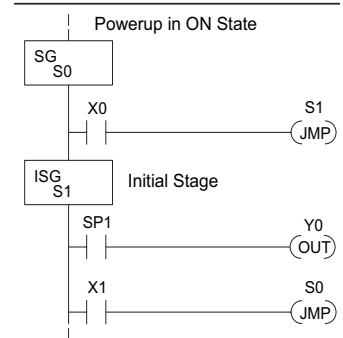 Powerup in ON State
SG
S0
X0 S1
JMP
ISG
S1
Initial Stage
SP1 Y0
OUT
X1 S0
JMP